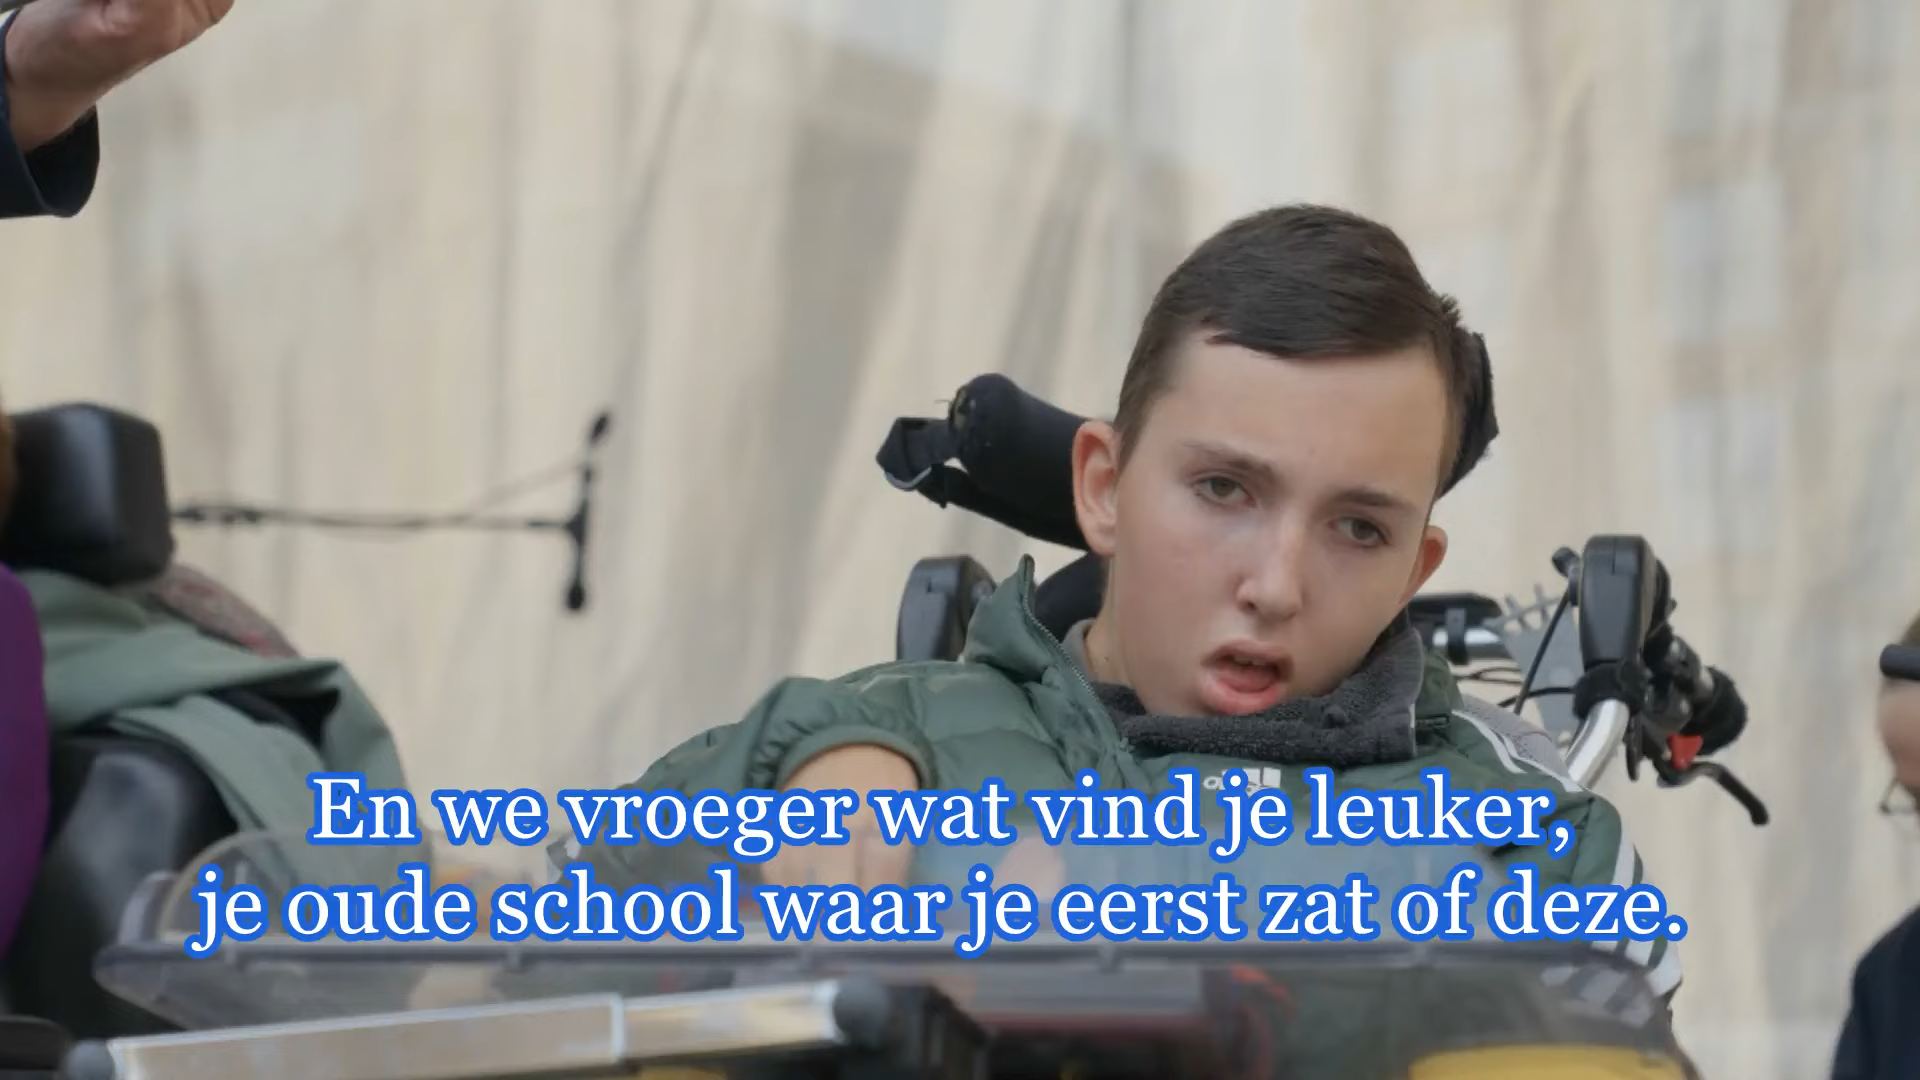 En we vroeger wat vind je leuker,
je oude school waar je eerst zat of deze.